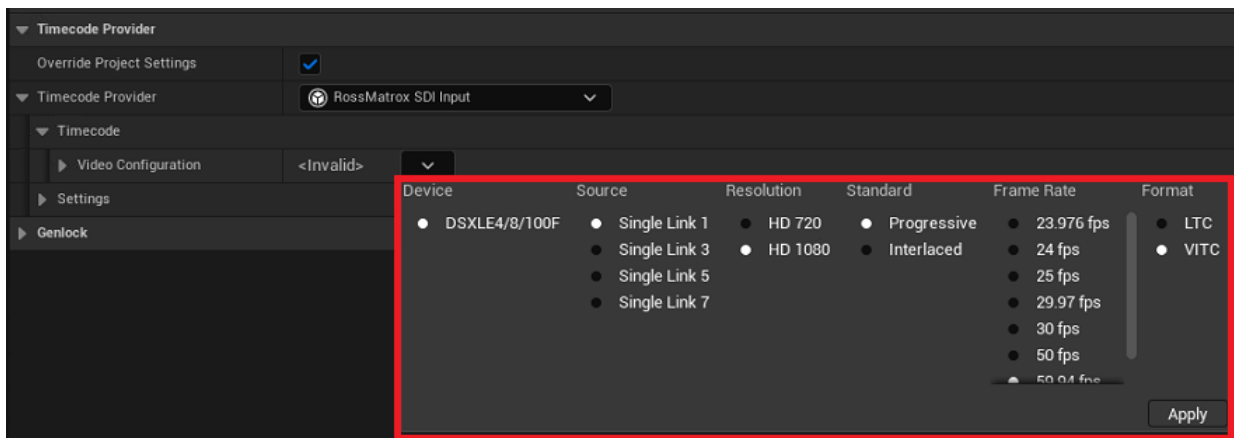 Timecode Provider
Override Project Settings
Timecode Provider RossMatrox SDI Input
Timecode
Video Configuration <Invalid>
Settings
Genlock
Device Source Resolution Standard Frame Rate Format
DSXLE4/8/100F Single Link 1 HD 720 Progressive 23.976 fps LTC
Single Link 3 HD 1080 Interlaced 24 fps VITC
Single Link 5 25 fps
Single Link 7 29.97 fps
30 fps
50 fps
59.94 fps
Apply